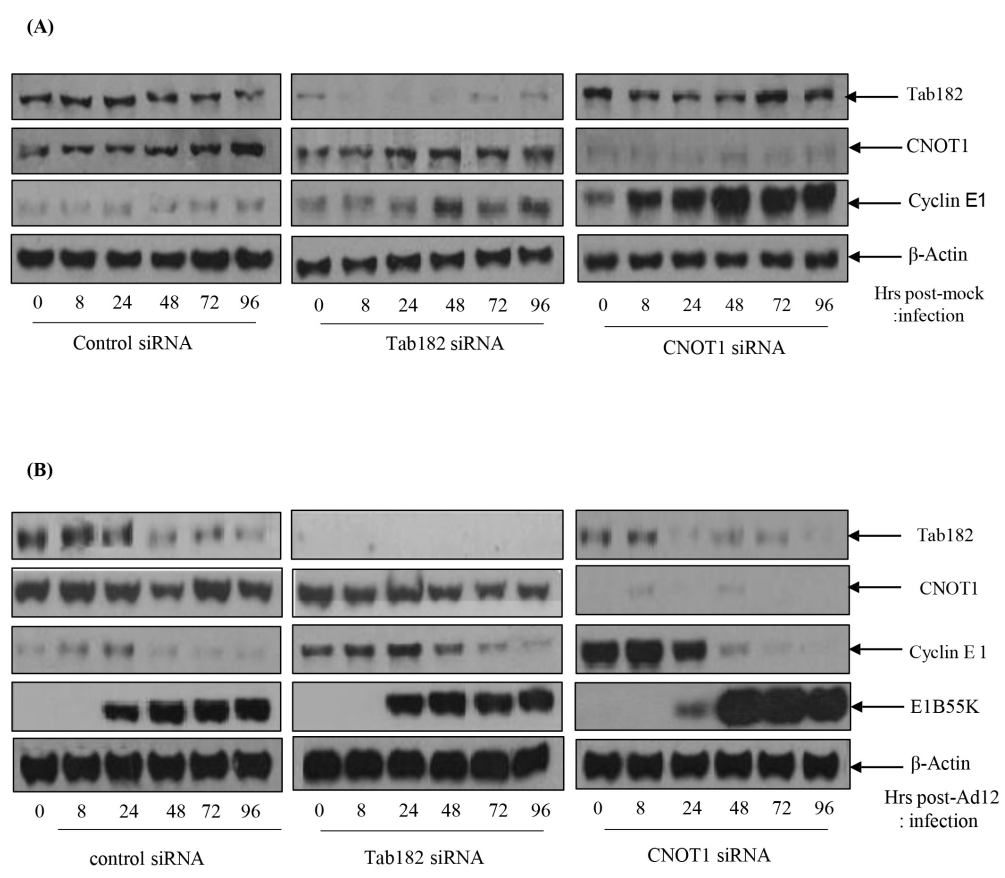 (A)
Tab182
CNOT1
Cyclin E1
β-Actin
0 8 24 48 72 96 0 8 24 48 72 96 0 8 24 48 72 96
Hrs post-mock
:infection
Control siRNA Tab182 siRNA CNOT1 siRNA
(B)
Tab182
CNOT1
Cyclin E 1
E1B55K
β-Actin
0 8 24 48 72 96 0 8 24 48 72 96 0 8 24 48 72 96
Hrs post-Ad12
: infection
control siRNA Tab182 siRNA CNOT1 siRNA